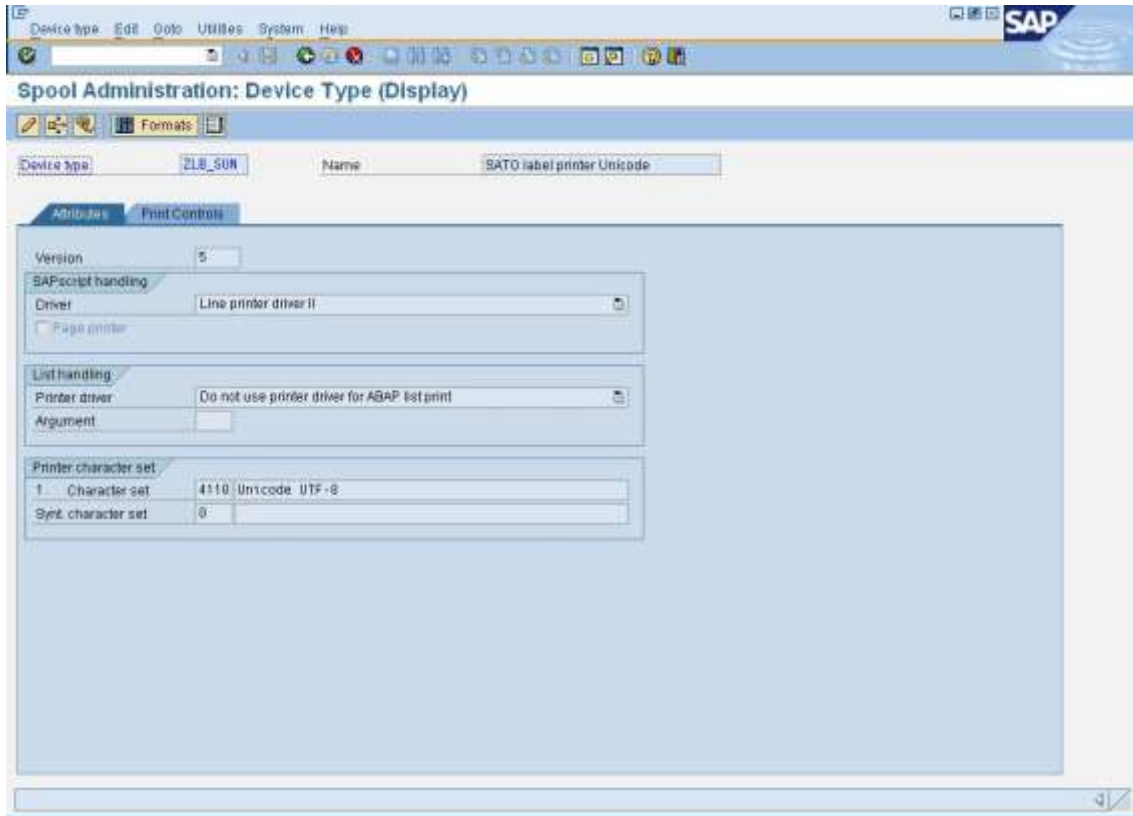 Device type Edit Goto Utilities System Help
SAP
Spool Administration: Device Type (Display)
Formats
Device type ZLB_SUN Name SATO label printer Unicode
Attributes Print Controls
Version 5
SAPscript handling
Driver Line printer driver II
Page printer
List handling
Printer driver Do not use printer driver for ABAP list print
Argument
Printer character set
1. Character set 4110 Unicode UTF-8
Synt. character set 0